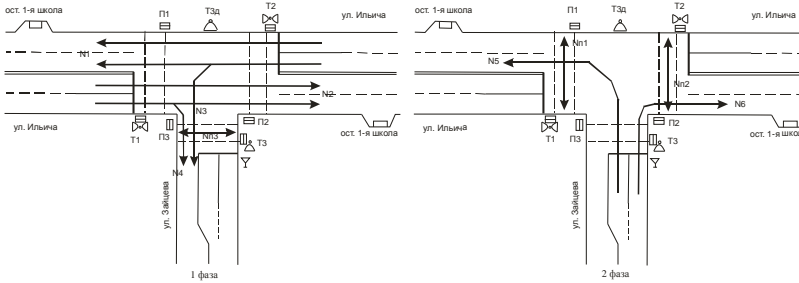 ост. 1-я школа
П1
Т3д
Т2
ул. Ильича
N1
N2
N3
ул. Ильича
Nп3
П2
ост. 1-я школа
Т1
П3
Т3
N4
ул. Зайцева
1 фаза
ост. 1-я школа
П1
Т3д
Т2
ул.Ильича
Nп1
N5
Nп2
N6
ул. Ильича
П2
ост. 1-я школа
Т1
П3
Т3
ул. Зайцева
2 фаза